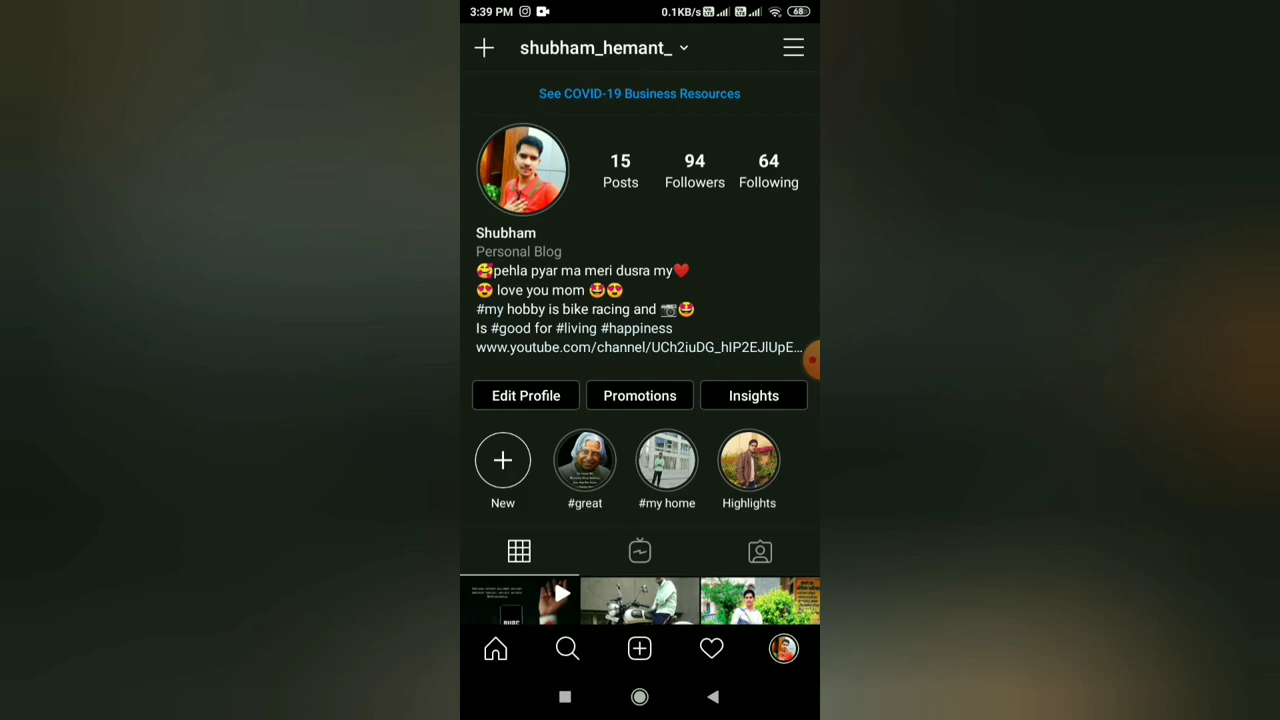 3:39 PM
0.1KB/s
68
shubham_hemant_
See COVID-19 Business Resources
15
94
64
Posts
Followers
Following
Shubham
Personal Blog
🥰pehla pyar ma meri dusra my❤️
😍 love you mom 🤩😍
#my hobby is bike racing and 📷🤩
Is #good for #living #happiness
www.youtube.com/channel/UCh2iuDG_hIP2EJlUpE...
Edit Profile
Promotions
Insights
New
#great
#my home
Highlights